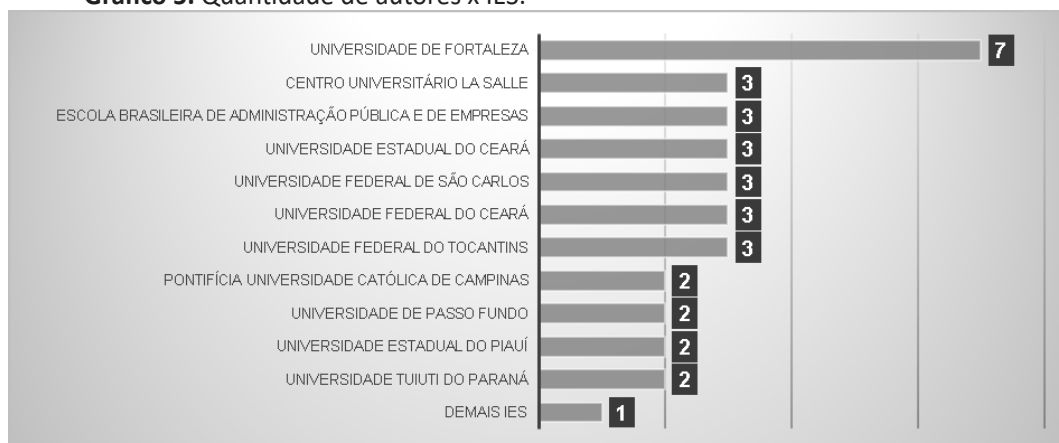 Gráfico 3. Quantidade de autores x IES.
UNIVERSIDADE DE FORTALEZA 7
CENTRO UNIVERSITÁRIO LA SALLE 3
ESCOLA BRASILEIRA DE ADMINISTRAÇÃO PÚBLICA E DE EMPRESAS 3
UNIVERSIDADE ESTADUAL DO CEARÁ 3
UNIVERSIDADE FEDERAL DE SÃO CARLOS 3
UNIVERSIDADE FEDERAL DO CEARÁ 3
UNIVERSIDADE FEDERAL DO TOCANTINS 3
PONTIFÍCIA UNIVERSIDADE CATÓLICA DE CAMPINAS 2
UNIVERSIDADE DE PASSO FUNDO 2
UNIVERSIDADE ESTADUAL DO PIAUÍ 2
UNIVERSIDADE TUIUTI DO PARANÁ 2
DEMAIS IES 1